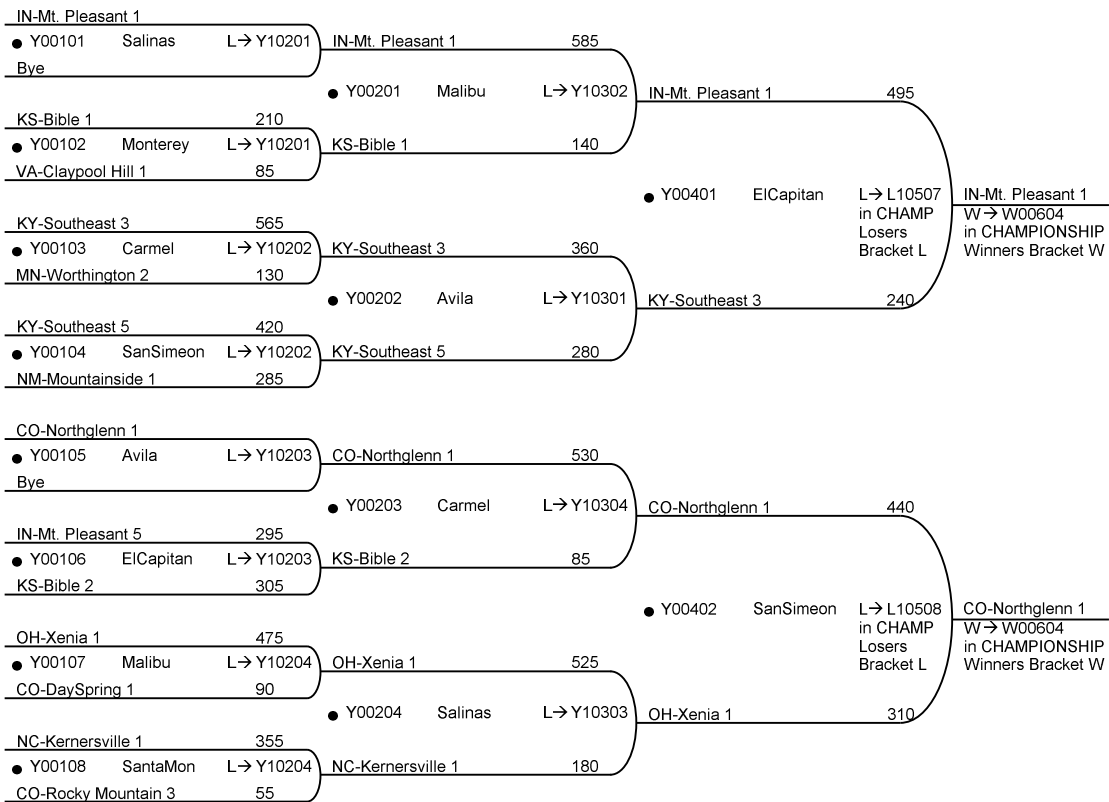 IN-Mt. Pleasant 1
● Y00101 Salinas L→ Y10201
Bye
KS-Bible 1 210
● Y00102 Monterey L→ Y10201
VA-Claypool Hill 1 85
KY-Southeast 3 565
● Y00103 Carmel L→ Y10202
MN-Worthington 2 130
KY-Southeast 5 420
● Y00104 SanSimeon L→ Y10202
NM-Mountainside 1 285
CO-Northglenn 1
● Y00105 Avila L→ Y10203
Bye
IN-Mt. Pleasant 5 295
● Y00106 ElCapitan L→ Y10203
KS-Bible 2 305
OH-Xenia 1 475
● Y00107 Malibu L→ Y10204
CO-DaySpring 1 90
NC-Kernersville 1 355
● Y00108 SantaMon L→ Y10204
CO-Rocky Mountain 3 55
IN-Mt. Pleasant 1 585
● Y00201 Malibu L→ Y10302
KS-Bible 1 140
KY-Southeast 3 360
● Y00202 Avila L→ Y10301
KY-Southeast 5 280
CO-Northglenn 1 530
● Y00203 Carmel L→ Y10304
KS-Bible 2 85
OH-Xenia 1 525
● Y00204 Salinas L→ Y10303
NC-Kernersville 1 180
IN-Mt. Pleasant 1 495
● Y00401 ElCapitan L→ L10507
in CHAMP
Losers
Bracket L
KY-Southeast 3 240
CO-Northglenn 1 440
● Y00402 SanSimeon L→ L10508
in CHAMP
Losers
Bracket L
OH-Xenia 1 310
IN-Mt. Pleasant 1
W→ W00604
in CHAMPIONSHIP
Winners Bracket W
CO-Northglenn 1
W→ W00604
in CHAMPIONSHIP
Winners Bracket W